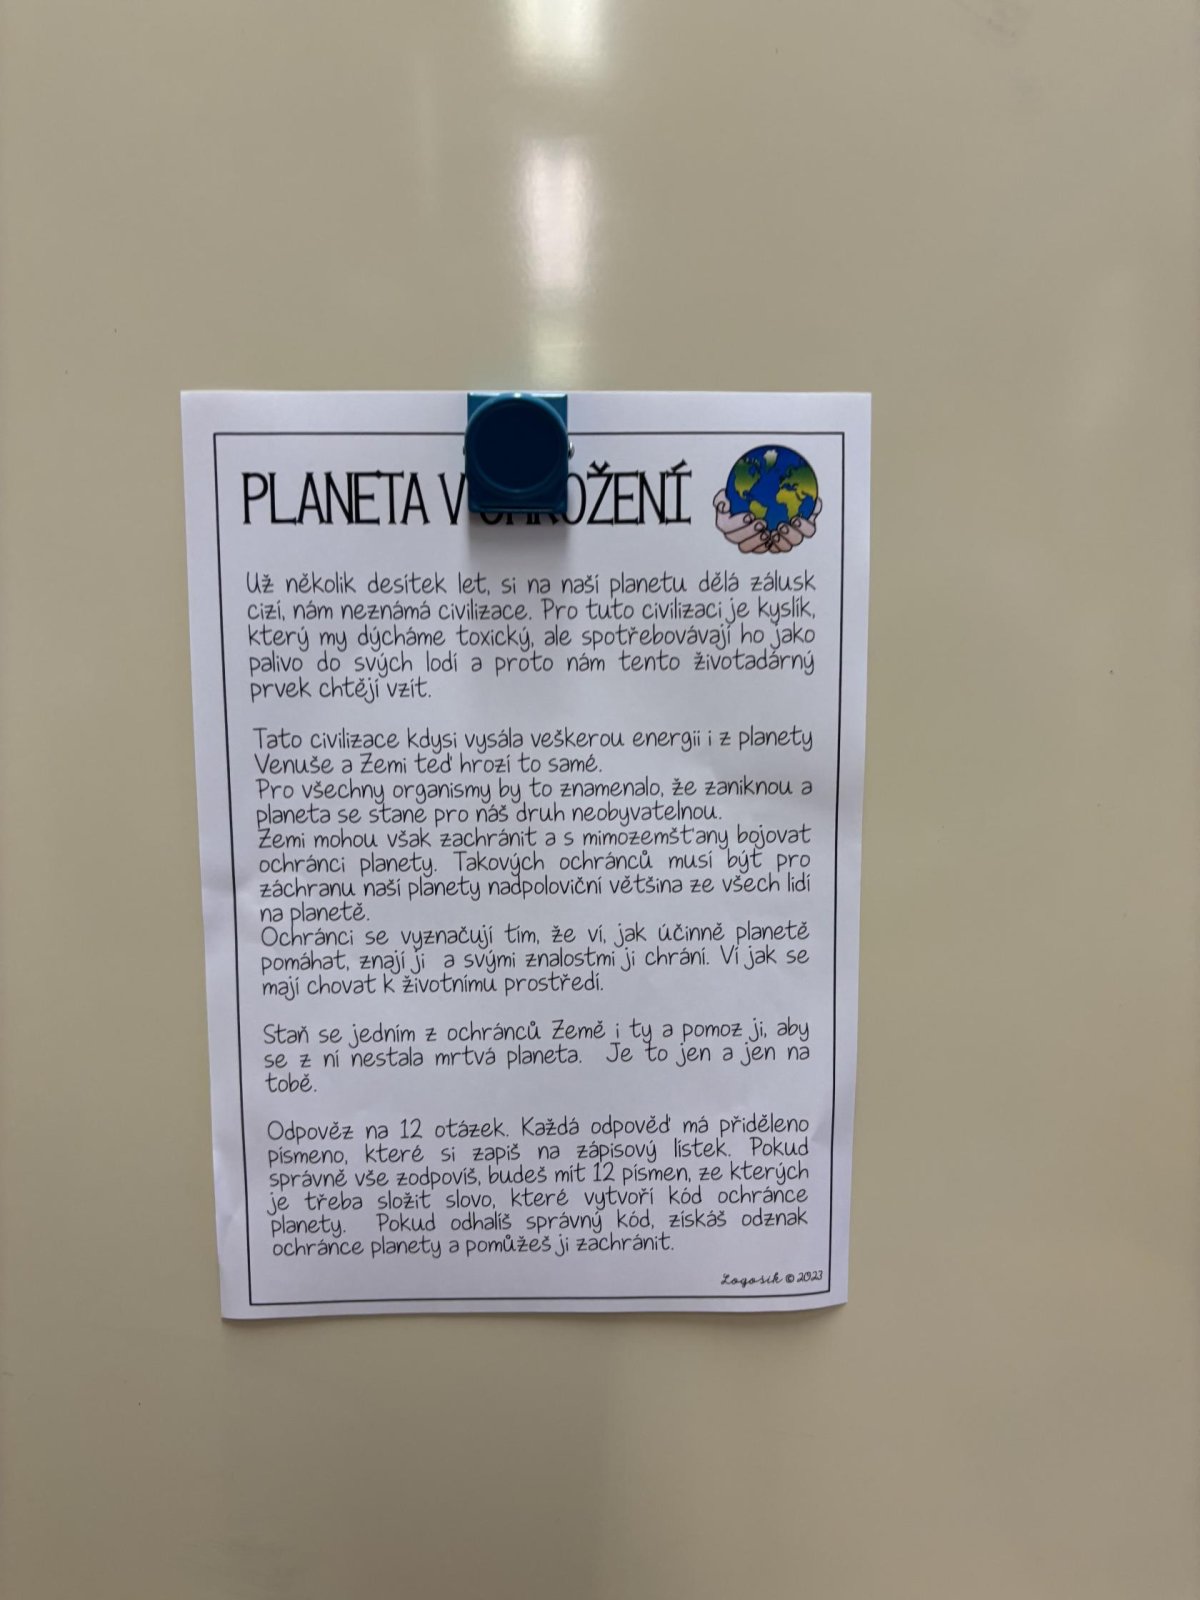 PLANETA V OHROŽENÍ
Už několik desítek let, si na naší planetu dělá zálusk
cizí, nám neznámá civilizace. Pro tuto civilizaci je kyslík,
který my dýcháme toxický, ale spotřebovávají ho jako
palivo do svých lodí a proto nám tento životadárný
prvek chtějí vzít.
Tato civilizace kdysi vysála veškerou energii i z planety
Venuše a Zemi teď hrozí to samé.
Pro všechny organismy by to znamenalo, že zaniknou a
planeta se stane pro náš druh neobyvatelnou.
Zemi mohou však zachránit a s mimozemšťany bojovat
ochránci planety. Takových ochránců musí být pro
záchranu naší planety nadpoloviční většina ze všech lidí
na planetě.
Ochránci se vyznačují tím, že ví, jak účinně planetě
pomáhat, znají ji a svými znalostmi ji chrání. Ví jak se
mají chovat k životnímu prostředí.
Staň se jedním z ochránců Země i ty a pomoz ji, aby
se z ní nestala mrtvá planeta. Je to jen a jen na
tobě.
Odpověz na 12 otázek. Každá odpověď má přiděleno
písmeno, které si zapiš na zápisový lístek. Pokud
správně vše zodpovíš, budeš mít 12 písmen, ze kterých
je třeba složit slovo, které vytvoří kód ochránce
planety. Pokud odhalíš správný kód, získáš odznak
ochránce planety a pomůžeš ji zachránit.
Logosik © 2023